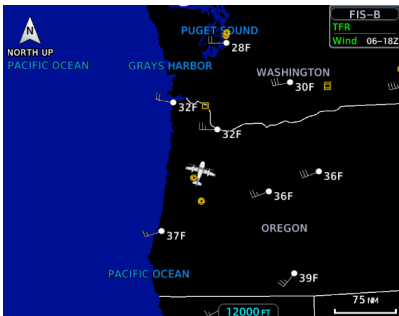 FIS-B
TFR
Wind 06-18Z
PUGET SOUND
28F
NORTH UP
PACIFIC OCEAN
GRAYS HARBOR
WASHINGTON
30F
32F
32F
36F
36F
37F
OREGON
PACIFIC OCEAN
39F
12000 FT
75 NM